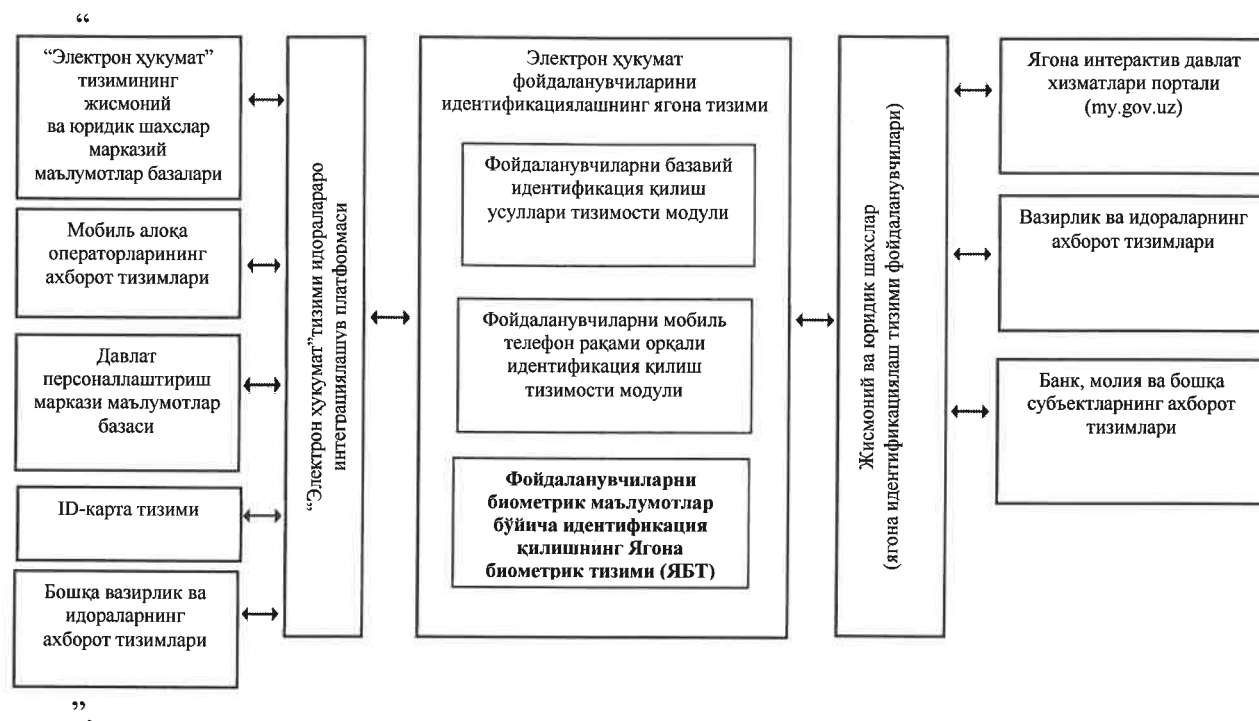 “
“Электрон ҳукумат”
тизимининг
жисмоний
ва юридик шахслар
марказий
маълумотлар базалари
Мобиль алоқа
операторларининг
ахборот тизимлари
Давлат
персоналлаштириш
маркази маълумотлар
базаси
ID-карта тизими
Бошқа вазирлик ва
идораларнинг
ахборот тизимлари
“Электрон ҳукумат”тизими идоралараро
интеграциялашув платформаси
Электрон ҳукумат
фойдаланувчиларини
идентификациялашнинг ягона тизими
Фойдаланувчиларни базавий
идентификация қилиш
усуллари тизимости модули
Фойдаланувчиларни мобиль
телефон рақами орқали
идентификация қилиш
тизимости модули
Фойдаланувчиларни
биометрик маълумотлар
бўйича идентификация
қилишнинг Ягона
биометрик тизими (ЯБТ)
Жисмоний ва юридик шахслар
(ягона идентификациялаш тизими фойдаланувчилари)
Ягона интерактив давлат
хизматлари портали
(my.gov.uz)
Вазирлик ва идораларнинг
ахборот тизимлари
Банк, молия ва бошқа
субъектларнинг ахборот
тизимлари
”